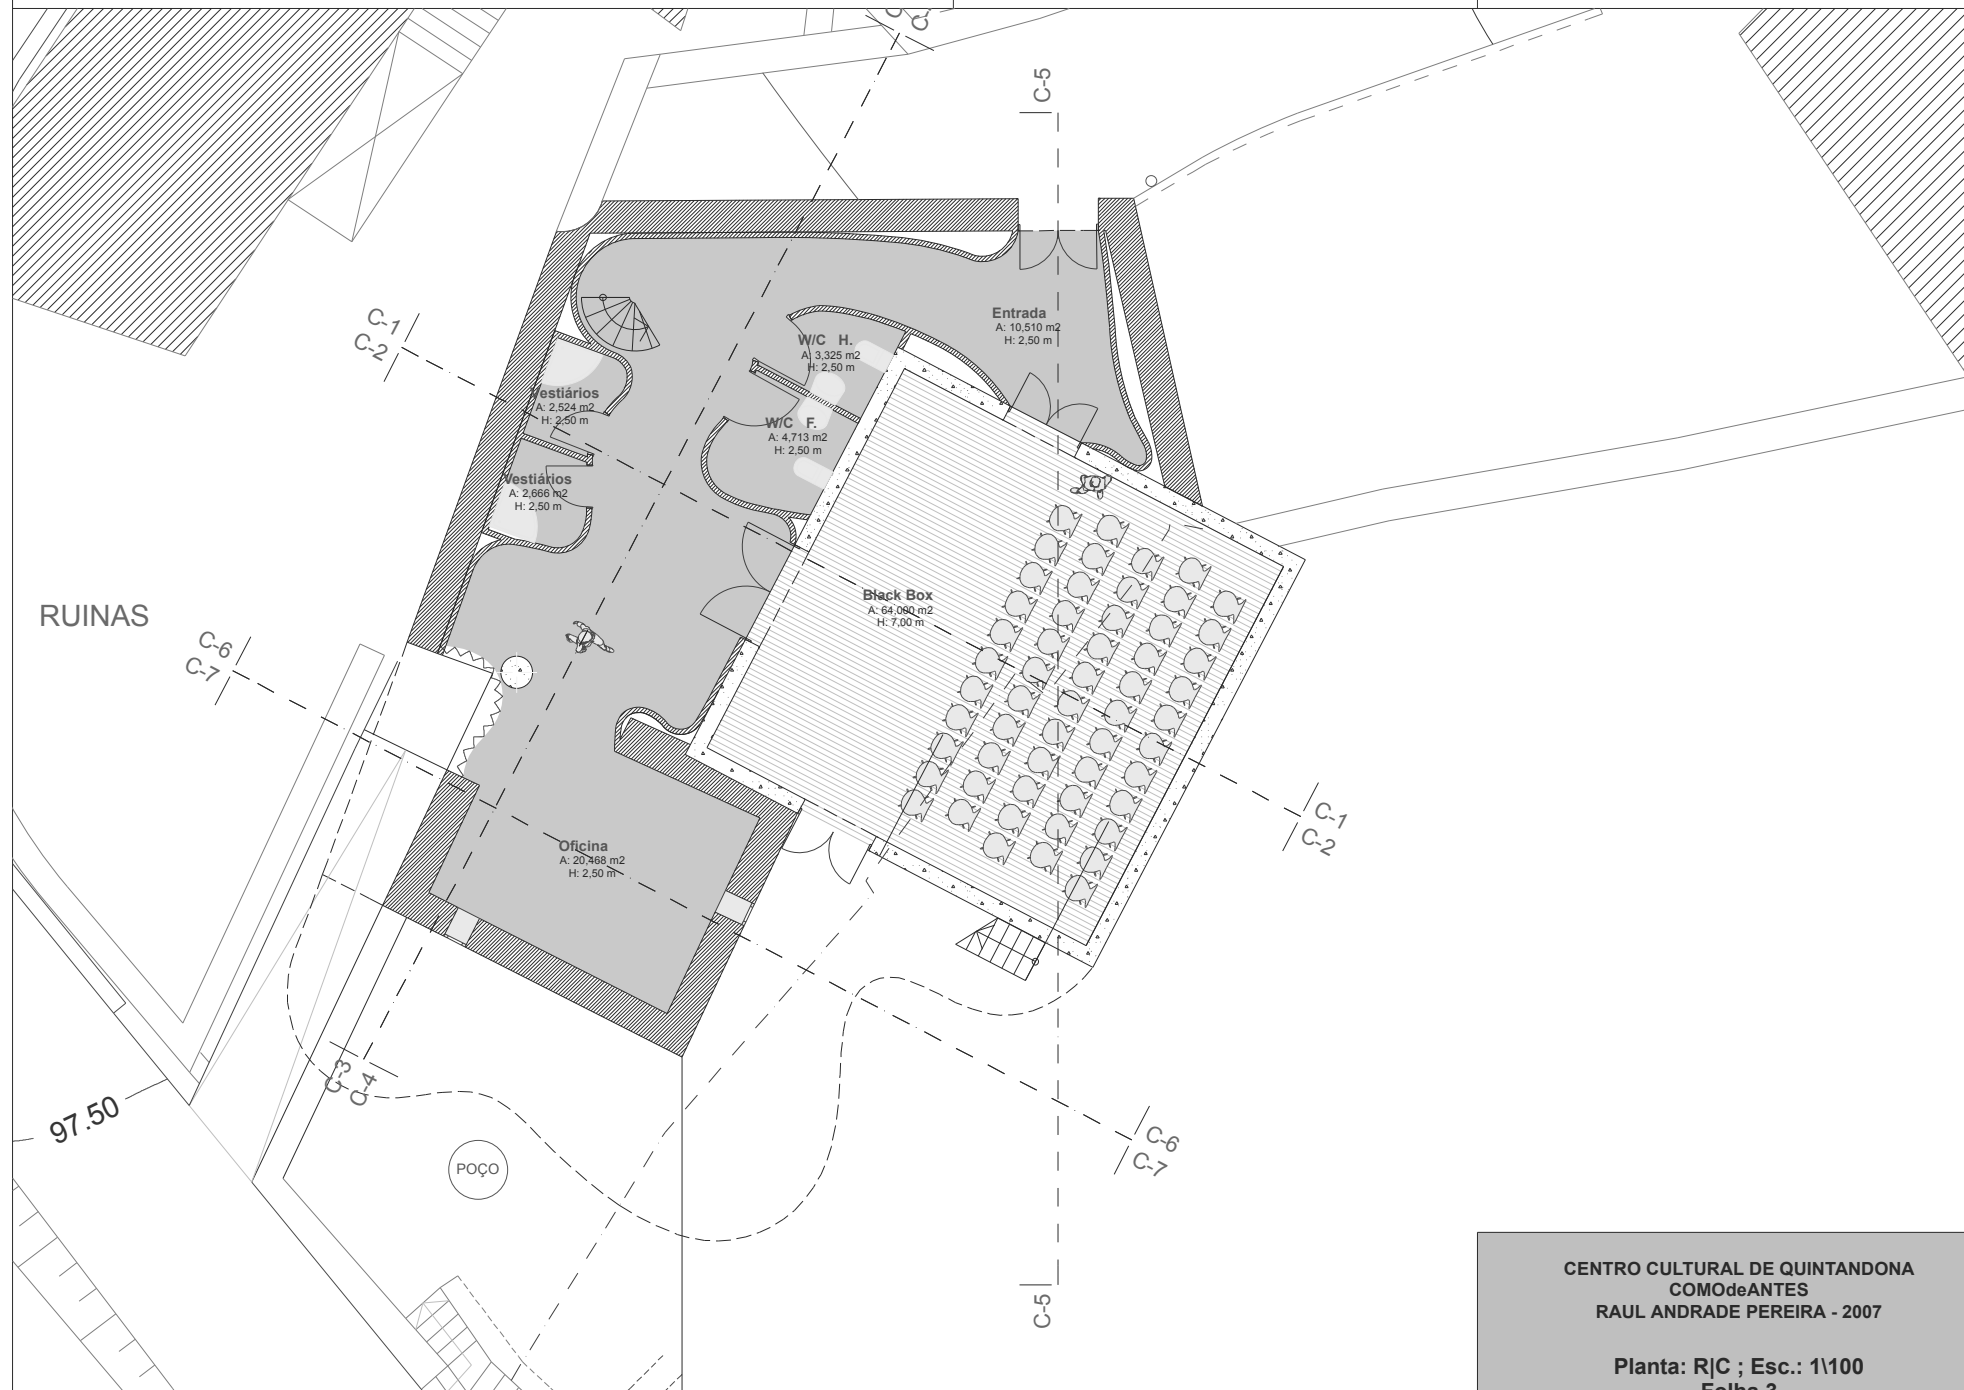 C-5
Entrada
A: 10,510 m2
H: 2,50 m
C-1
C-2
W/C H.
A: 3,325 m2
H: 2,50 m
Vestiários
A: 2,524 m2
H: 2,50 m
W/C F.
A: 4,713 m2
H: 2,50 m
Vestiários
A: 2,666 m2
H: 2,50 m
Black Box
A: 64,000 m2
H: 7,00 m
RUINAS
C-6
C-7
C-1
C-2
Oficina
A: 20,468 m2
H: 2,50 m
C-3
C-4
97.50
C-6
C-7
POÇO
C-5
CENTRO CULTURAL DE QUINTANDONA
COMOdeANTES
RAUL ANDRADE PEREIRA - 2007
Planta: R|C ; Esc.: 1\100
Folha 3